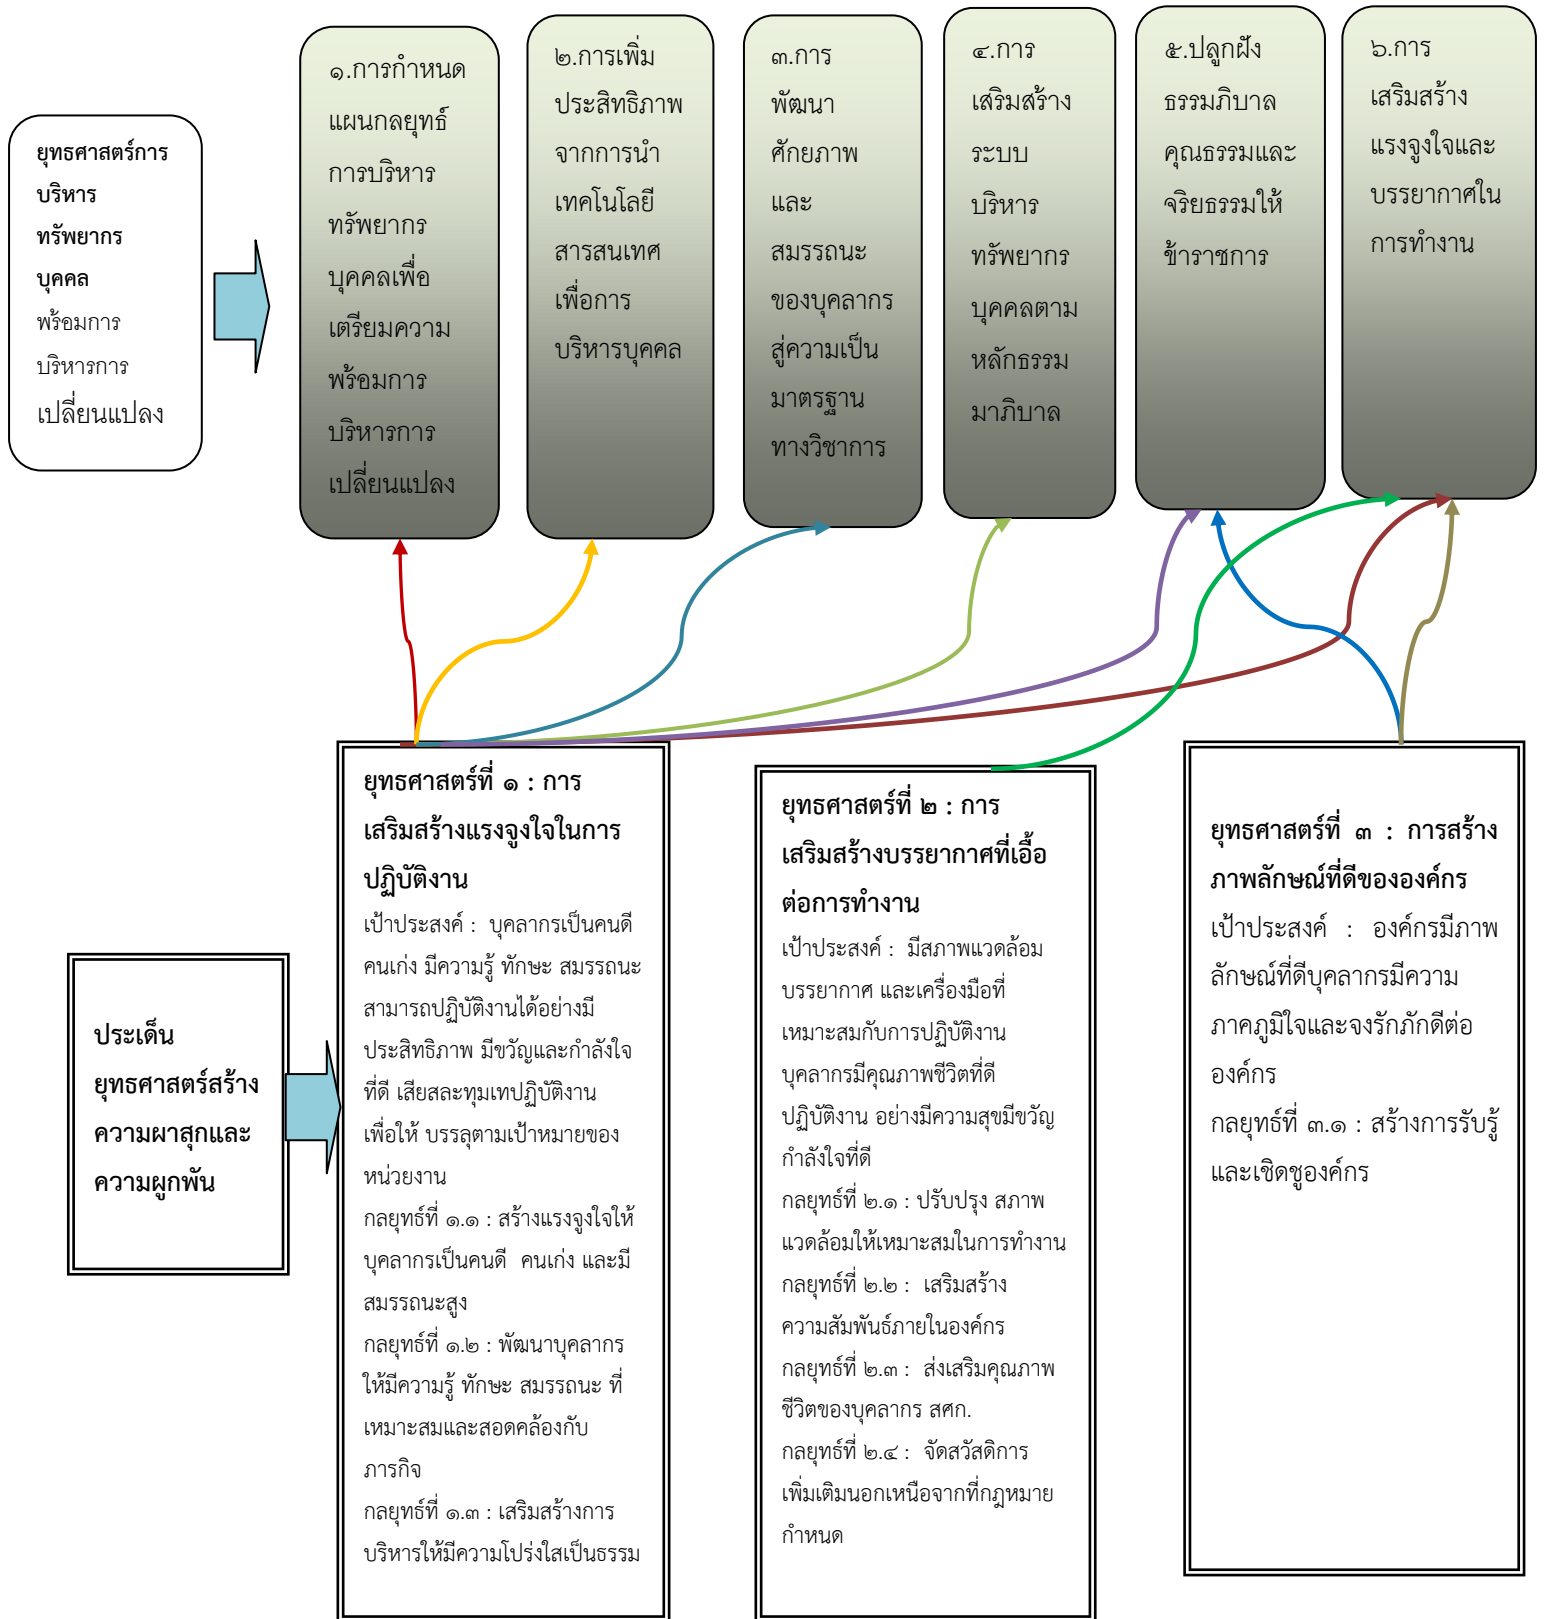 ยุทธศาสตร์การ
บริหาร
ทรัพยากร
บุคคล
พร้อมการ
บริหารการ
เปลี่ยนแปลง
๑.การกำหนด
แผนกลยุทธ์
การบริหาร
ทรัพยากร
บุคคลเพื่อ
เตรียมความ
พร้อมการ
บริหารการ
เปลี่ยนแปลง
๒.การเพิ่ม
ประสิทธิภาพ
จากการนำ
เทคโนโลยี
สารสนเทศ
เพื่อการ
บริหารบุคคล
๓.การ
พัฒนา
ศักยภาพ
และ
สมรรถนะ
ของบุคลากร
สู่ความเป็น
มาตรฐาน
ทางวิชาการ
๔.การ
เสริมสร้าง
ระบบ
บริหาร
ทรัพยากร
บุคคลตาม
หลักธรรม
มาภิบาล
๕.ปลูกฝัง
ธรรมภิบาล
คุณธรรมและ
จริยธรรมให้
ข้าราชการ
๖.การ
เสริมสร้าง
แรงจูงใจและ
บรรยากาศใน
การทำงาน
ประเด็น
ยุทธศาสตร์สร้าง
ความผาสุกและ
ความผูกพัน
ยุทธศาสตร์ที่ ๑ : การ
เสริมสร้างแรงจูงใจในการ
ปฏิบัติงาน
เป้าประสงค์ : บุคลากรเป็นคนดี
คนเก่ง มีความรู้ ทักษะ สมรรถนะ
สามารถปฏิบัติงานได้อย่างมี
ประสิทธิภาพ มีขวัญและกำลังใจ
ที่ดี เสียสละทุมเทปฏิบัติงาน
เพื่อให้ บรรลุตามเป้าหมายของ
หน่วยงาน
กลยุทธ์ที่ ๑.๑ : สร้างแรงจูงใจให้
บุคลากรเป็นคนดี คนเก่ง และมี
สมรรถนะสูง
กลยุทธ์ที่ ๑.๒ : พัฒนาบุคลากร
ให้มีความรู้ ทักษะ สมรรถนะ ที่
เหมาะสมและสอดคล้องกับ
ภารกิจ
กลยุทธ์ที่ ๑.๓ : เสริมสร้างการ
บริหารให้มีความโปร่งใสเป็นธรรม
ยุทธศาสตร์ที่ ๒ : การ
เสริมสร้างบรรยากาศที่เอื้อ
ต่อการทำงาน
เป้าประสงค์ : มีสภาพแวดล้อม
บรรยากาศ และเครื่องมือที่
เหมาะสมกับการปฏิบัติงาน
บุคลากรมีคุณภาพชีวิตที่ดี
ปฏิบัติงาน อย่างมีความสุขมีขวัญ
กำลังใจที่ดี
กลยุทธ์ที่ ๒.๑ : ปรับปรุง สภาพ
แวดล้อมให้เหมาะสมในการทำงาน
กลยุทธ์ที่ ๒.๒ : เสริมสร้าง
ความสัมพันธ์ภายในองค์กร
กลยุทธ์ที่ ๒.๓ : ส่งเสริมคุณภาพ
ชีวิตของบุคลากร สศก.
กลยุทธ์ที่ ๒.๔ : จัดสวัสดิการ
เพิ่มเติมนอกเหนือจากที่กฎหมาย
กำหนด
ยุทธศาสตร์ที่ ๓ : การสร้าง
ภาพลักษณ์ที่ดีขององค์กร
เป้าประสงค์ : องค์กรมีภาพ
ลักษณ์ที่ดีบุคลากรมีความ
ภาคภูมิใจและจงรักภักดีต่อ
องค์กร
กลยุทธ์ที่ ๓.๑ : สร้างการรับรู้
และเชิดชูองค์กร